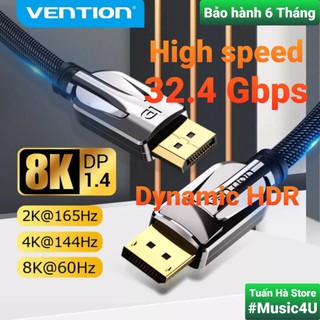 VENTION
Bảo hành 6 Tháng
High speed
32.4 Gbps
8K DP 1.4
Dynamic HDR
2K@165Hz
4K@144Hz
8K@60Hz
Tuấn Hà Store
#Music4U